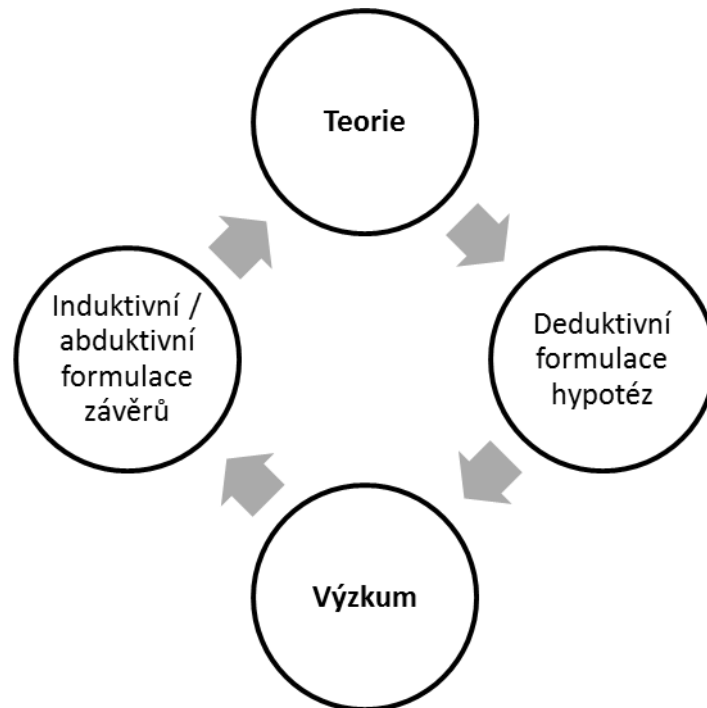 Teorie
Induktivní /
abduktivní
formulace
závěrů
Deduktivní
formulace
hypotéz
Výzkum